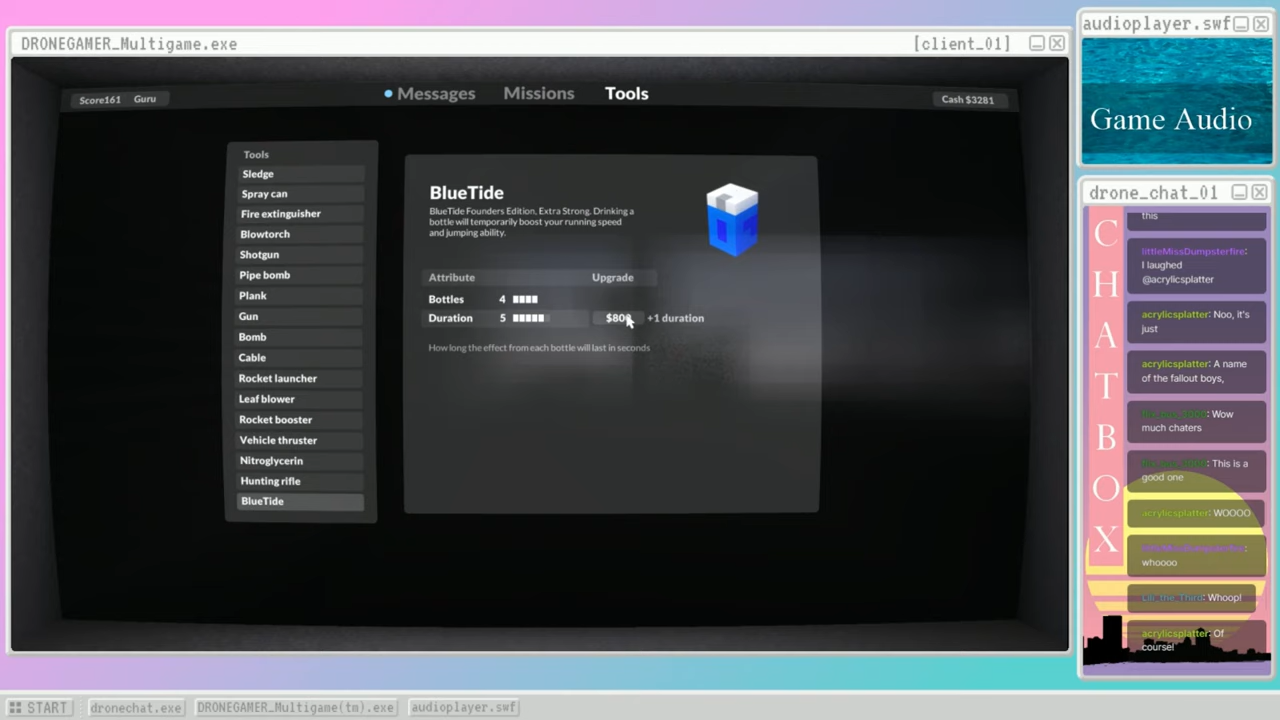 DRONEGAMER_Multigame.exe
[client_01]
Score161 Guru
Messages Missions Tools
Cash $3281
Tools
Sledge
Spray can
Fire extinguisher
Blowtorch
Shotgun
Pipe bomb
Plank
Gun
Bomb
Cable
Rocket launcher
Leaf blower
Rocket booster
Vehicle thruster
Nitroglycerin
Hunting rifle
BlueTide
BlueTide
BlueTide Founders Edition. Extra Strong. Drinking a
bottle will temporarily boost your running speed
and jumping ability.
Attribute Upgrade
Bottles 4
Duration 5 $800 +1 duration
How long the effect from each bottle will last in seconds
audioplayer.swf
Game Audio
drone_chat_01
CHATBOX
this
littleMissDumpsterfire:
I laughed
@acrylicsplatter
acrylicsplatter: Noo, it's
just
acrylicsplatter: A name
of the fallout boys,
Wow
much chaters
This is a
good one
acrylicsplatter: WOOOO
littleMissDumpsterfire:
whoooo
Whoop!
acrylicsplatter: Of
course!
START
dronechat.exe
DRONEGAMER_Multigame(tm).exe
audioplayer.swf